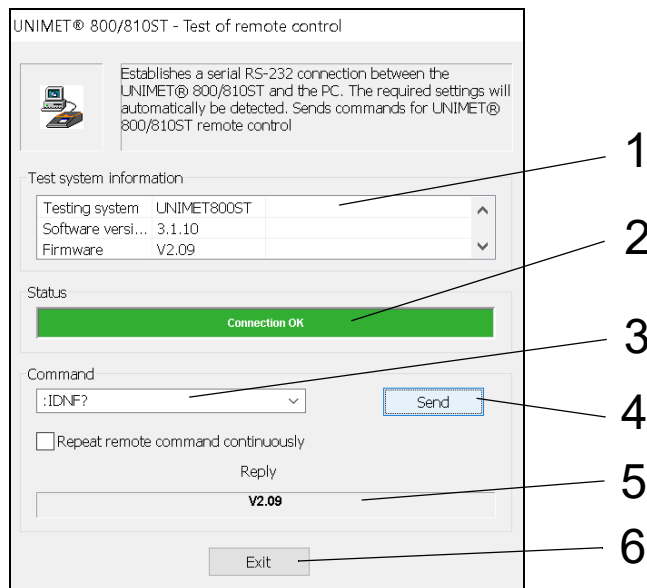 UNIMET® 800/810ST - Test of remote control
Establishes a serial RS-232 connection between the
UNIMET® 800/810ST and the PC. The required settings will
automatically be detected. Sends commands for UNIMET®
800/810ST remote control
1
Test system information
Testing system UNIMET800ST
Software versi... 3.1.10
Firmware V2.09
2
Status
Connection OK
3
Command
:IDNF?
Send
4
Repeat remote command continuously
Reply
5
V2.09
6
Exit